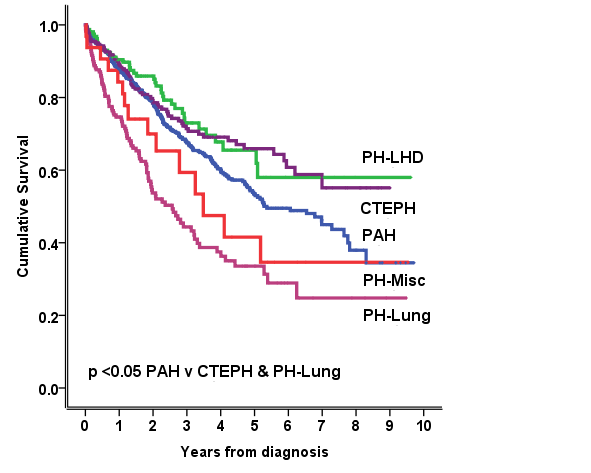 Cumulative Survival
1.0
0.8
0.6
0.4
0.2
0.0
PH-LHD
CTEPH
PAH
PH-Misc
PH-Lung
p <0.05 PAH v CTEPH & PH-Lung
0 1 2 3 4 5 6 7 8 9 10
Years from diagnosis